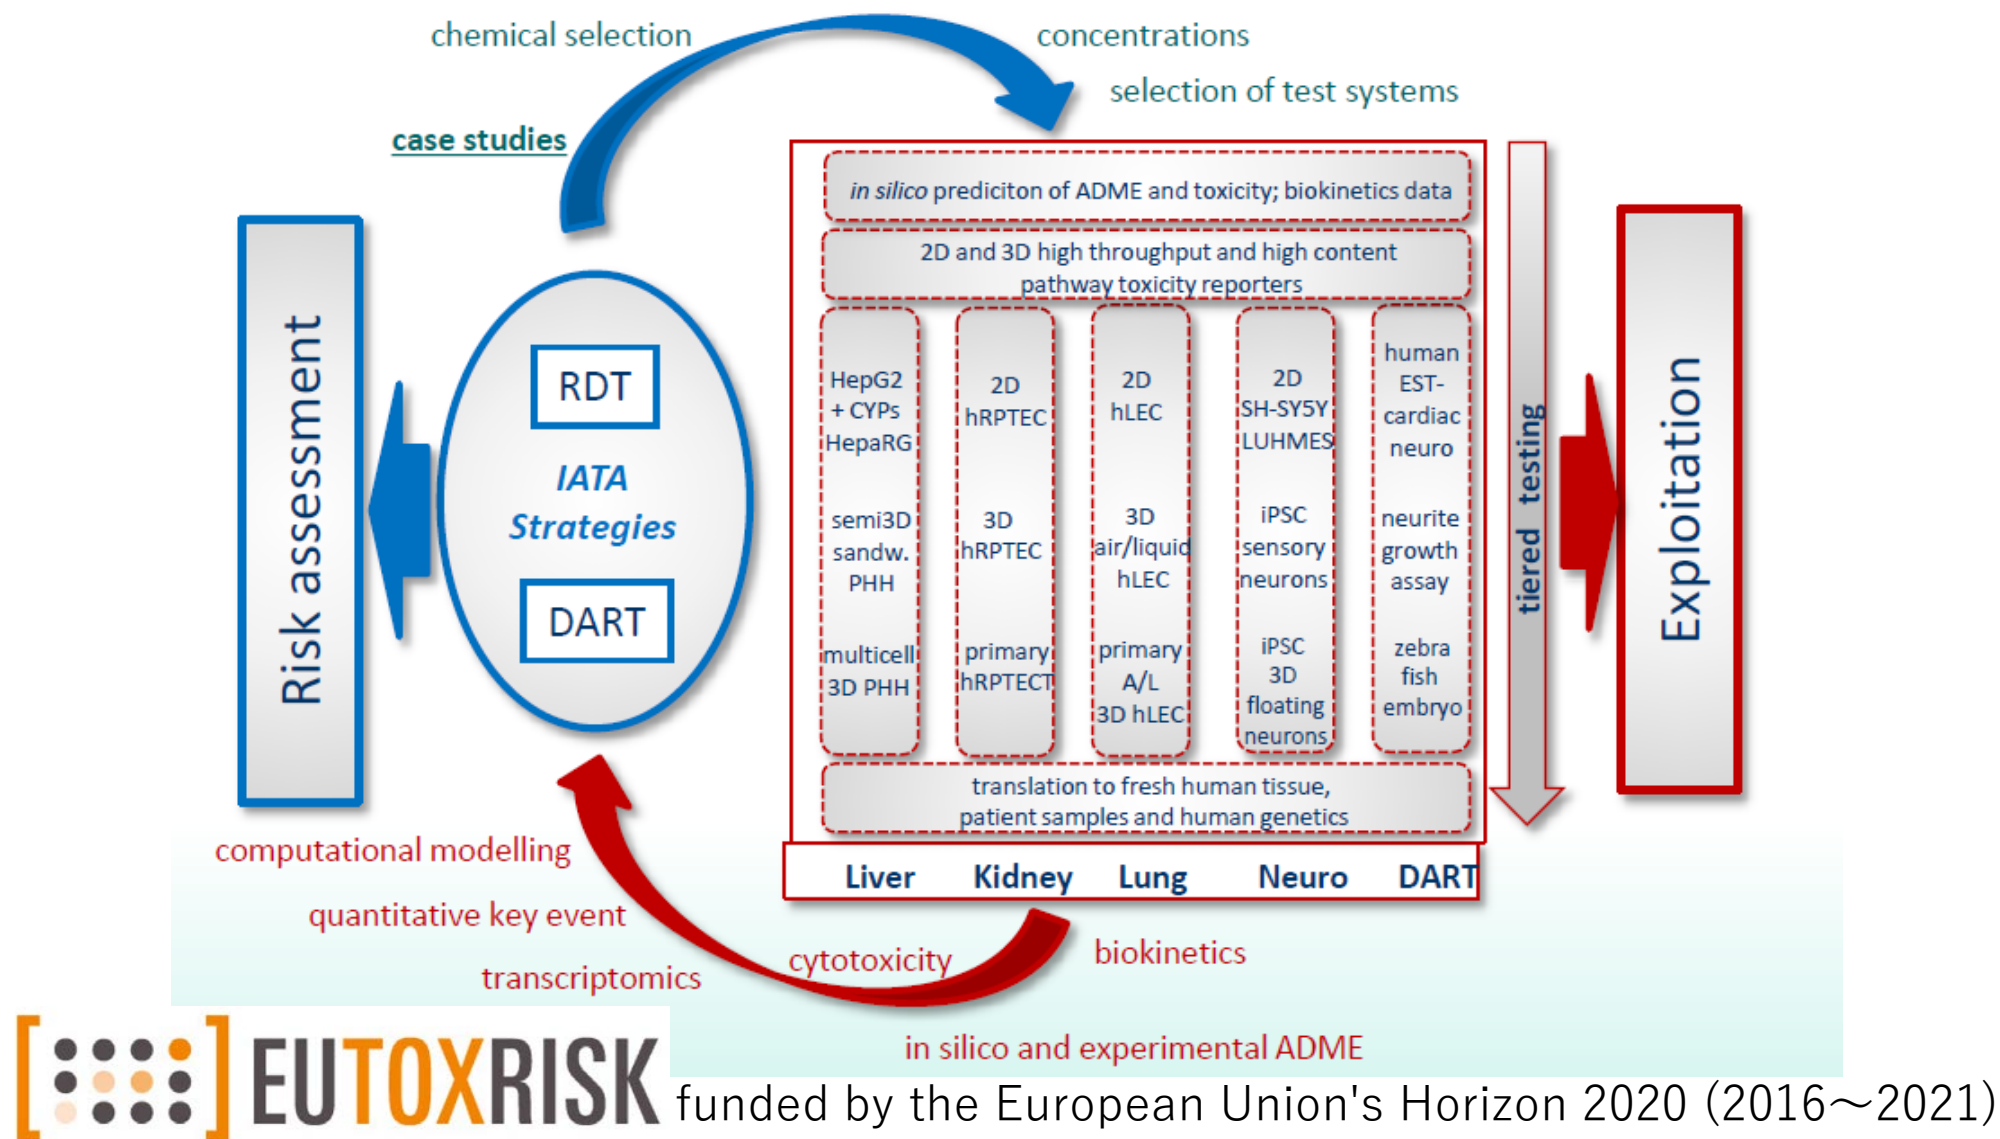 chemical selection
concentrations
selection of test systems
case studies
Risk assessment
RDT
IATA
Strategies
DART
in silico prediciton of ADME and toxicity; biokinetics data
2D and 3D high throughput and high content
pathway toxicity reporters
HepG2
+ CYPs
HepaRG
semi3D
sandw.
PHH
multicell
3D PHH
2D
hRPTEC
3D
hRPTEC
primary
hRPTECT
2D
hLEC
3D
air/liquid
hLEC
primary
A/L
3D hLEC
2D
SH-SY5Y
LUHMES
iPSC
sensory
neurons
iPSC
3D
floating
neurons
human
EST-
cardiac
neuro
neurite
growth
assay
zebra
fish
embryo
translation to fresh human tissue,
patient samples and human genetics
Liver Kidney Lung Neuro DART
tiered testing
Exploitation
computational modelling
quantitative key event
transcriptomics
cytotoxicity
biokinetics
in silico and experimental ADME
EUTOXRISK
funded by the European Union's Horizon 2020 (2016～2021)